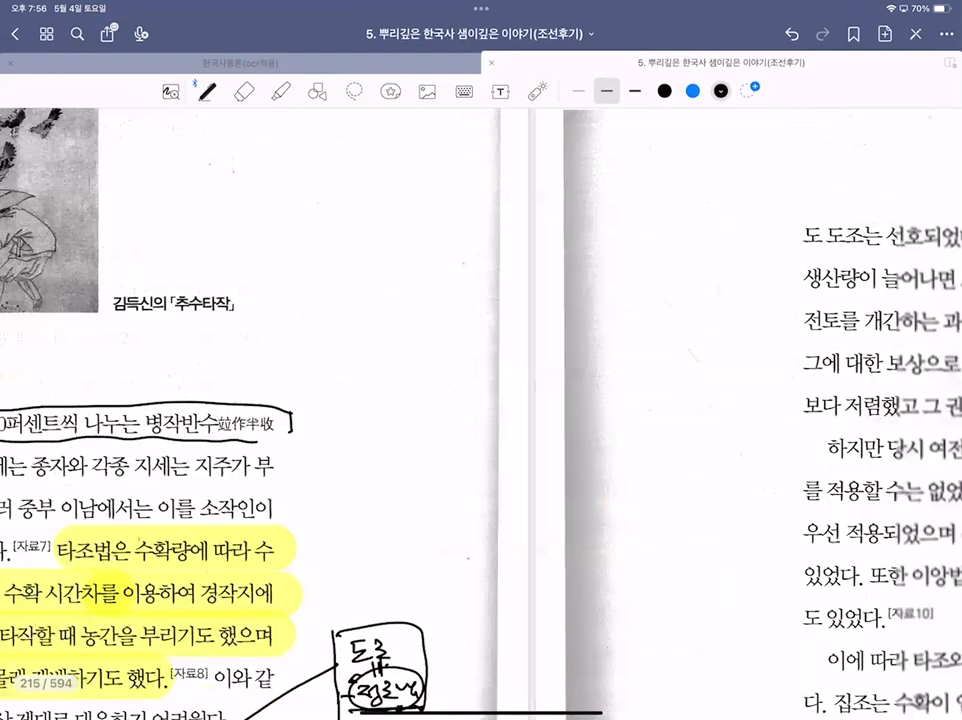 오후 7:56 5월 4일 토요일
70%
5. 뿌리깊은 한국사 샘이깊은 이야기(조선후기)
한국사통론(ocr적용)
5. 뿌리깊은 한국사 샘이깊은 이야기(조선후기)
김득신의 「추수타작」
0퍼센트씩 나누는 병작반수竝作半收
는 종자와 각종 지세는 지주가 부
러 중부 이남에서는 이를 소작인이
다.[자료7] 타조법은 수확량에 따라 수
수확 시간차를 이용하여 경작지에
타작할 때 농간을 부리기도 했으며
몰래 재배하기도 했다.[자료8] 이와 같
215 / 594
도조
도 도조는 선호되었
생산량이 늘어나면
전토를 개간하는 과
그에 대한 보상으로
보다 저렴했고 그 권
하지만 당시 여전
를 적용할 수는 없었
우선 적용되었으며
있었다. 또한 이앙법
도 있었다.[자료10]
이에 따라 타조와
다. 집조는 수확이